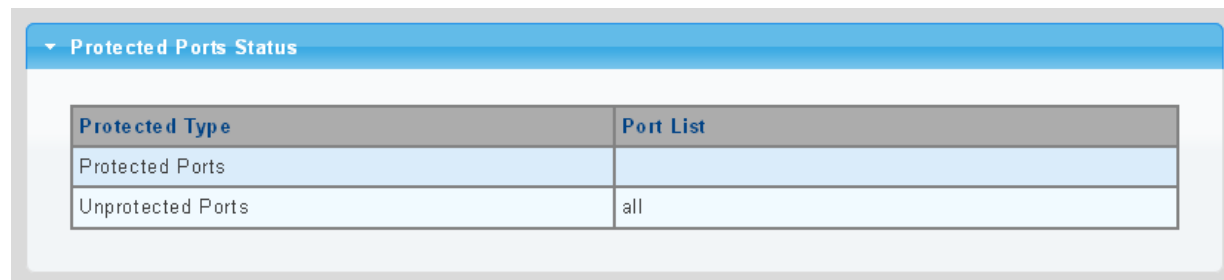 Protected Ports Status
Protected Type Port List
Protected Ports
Unprotected Ports all